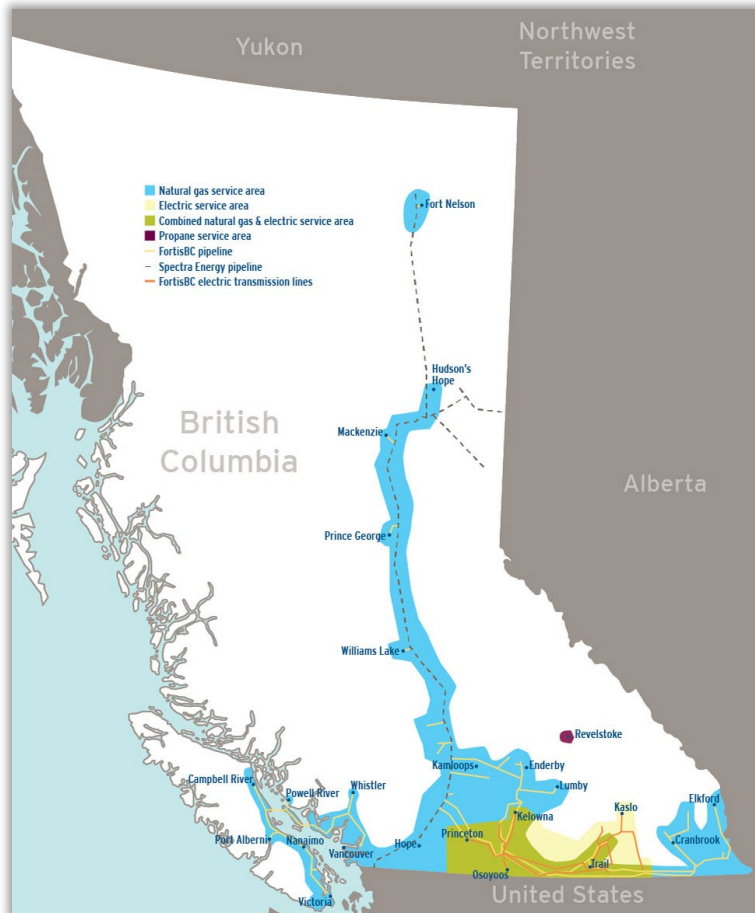 Yukon
Northwest
Territories
Natural gas service area
Electric service area
Combined natural gas & electric service area
Propane service area
FortisBC pipeline
Spectra Energy pipeline
FortisBC electric transmission lines
Fort Nelson
Hudson's
Hope
British
Columbia
Mackenzie
Alberta
Prince George
Williams Lake
Revelstoke
Kamloops
Enderby
Lumby
Campbell River
Powell River
Whistler
Kelowna
Kaslo
Elkford
Port Alberni
Nanaimo
Vancouver
Hope
Princeton
Cranbrook
Osoyoos
Trail
Victoria
United States